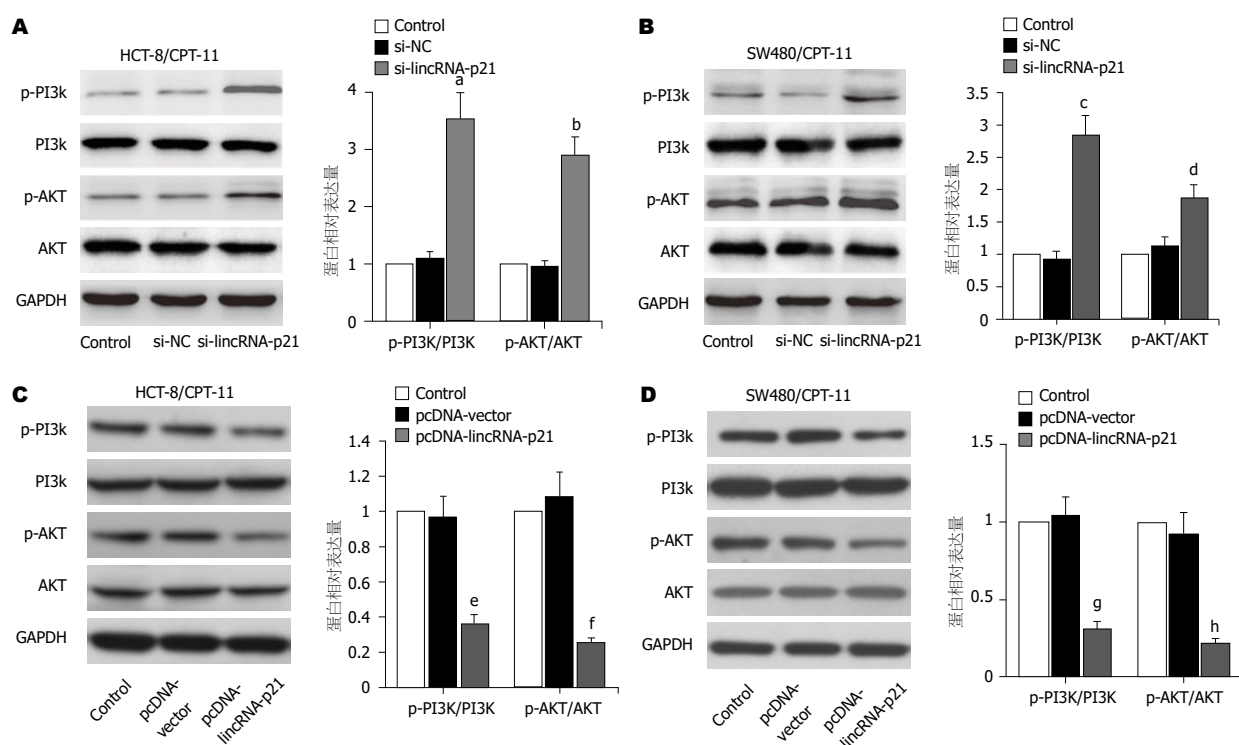 A
HCT-8/CPT-11
p-PI3k
PI3k
p-AKT
AKT
GAPDH
Control si-NC si-lincRNA-p21
Control
si-NC
si-lincRNA-p21
蛋白相对表达量
4
3
2
1
0
a
b
p-PI3K/PI3K p-AKT/AKT
B
SW480/CPT-11
p-PI3k
PI3k
p-AKT
AKT
GAPDH
Control si-NC si-lincRNA-p21
Control
si-NC
si-lincRNA-p21
蛋白相对表达量
3.5
3
2.5
2
1.5
1
0.5
0
c
d
p-PI3K/PI3K p-AKT/AKT
C
HCT-8/CPT-11
p-PI3k
PI3k
p-AKT
AKT
GAPDH
Control
pcDNA-
vector
pcDNA-
lincRNA-p21
Control
pcDNA-vector
pcDNA-lincRNA-p21
蛋白相对表达量
1.4
1.2
1
0.8
0.6
0.4
0.2
0
e
f
p-PI3K/PI3K p-AKT/AKT
D
SW480/CPT-11
p-PI3k
PI3k
p-AKT
AKT
GAPDH
Control
pcDNA-
vector
pcDNA-
lincRNA-p21
Control
pcDNA-vector
pcDNA-lincRNA-p21
蛋白相对表达量
1.5
1
0.5
0
g
h
p-PI3K/PI3K p-AKT/AKT